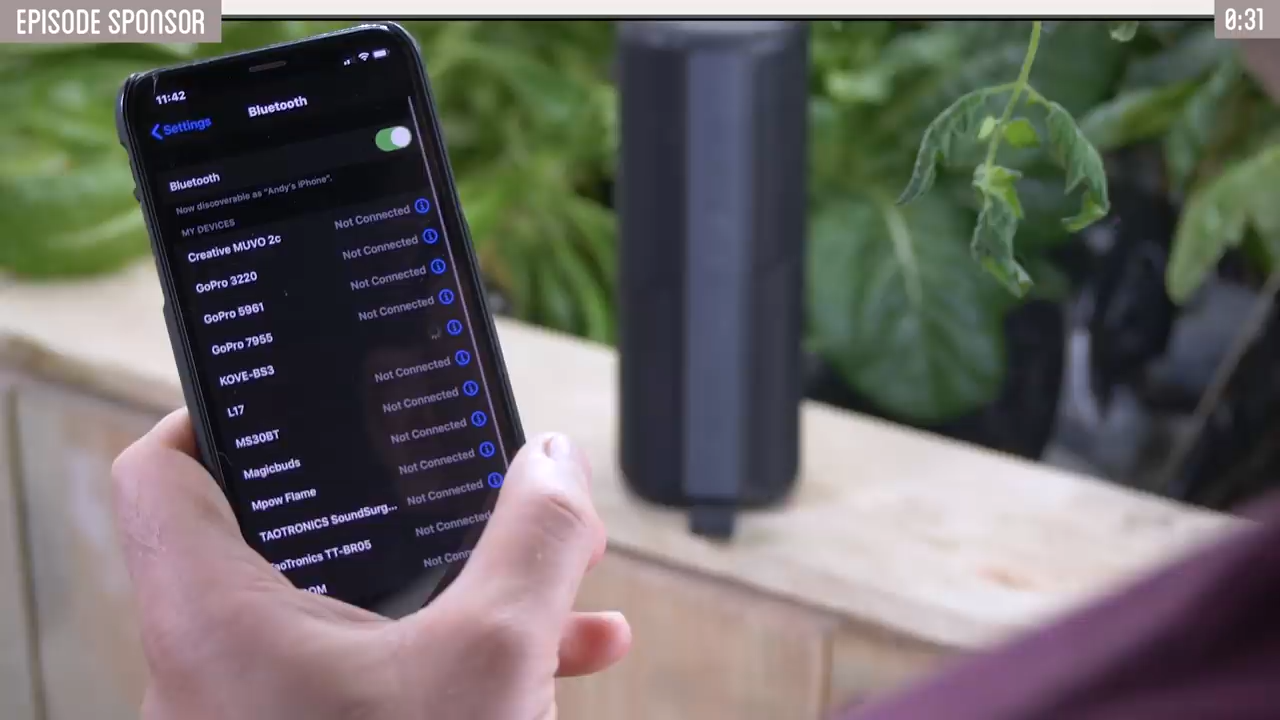 EPISODE SPONSOR
0:31
11:42
Settings
Bluetooth
Bluetooth
Now discoverable as "Andy's iPhone".
MY DEVICES
Creative MUVO 2c Not Connected
GoPro 3220 Not Connected
GoPro 5961 Not Connected
GoPro 7955 Not Connected
KOVE-BS3
L17 Not Connected
MS30BT Not Connected
Magicbuds Not Connected
Mpow Flame Not Connected
TAOTRONICS SoundSurg... Not Connected
TaoTronics TT-BR05 Not Connected